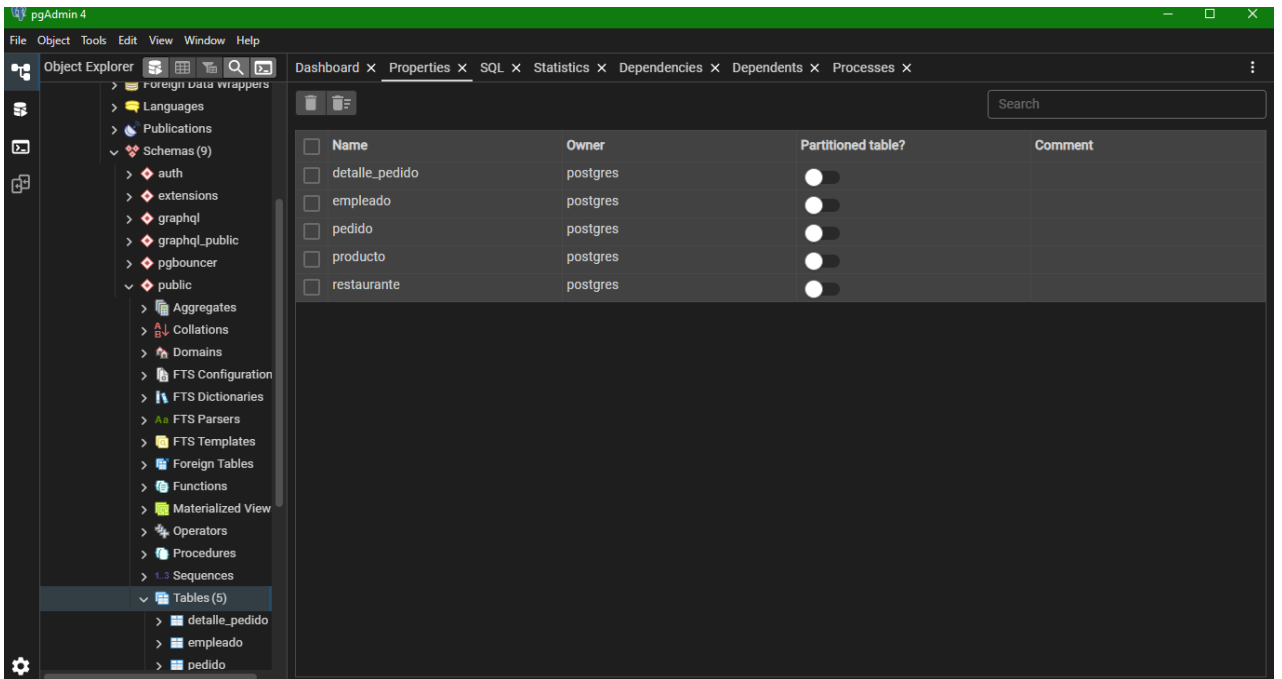 pgAdmin 4
File Object Tools Edit View Window Help
Object Explorer
Dashboard Properties SQL Statistics Dependencies Dependents Processes
Foreign Data Wrappers
Languages
Publications
Schemas (9)
auth
extensions
graphql
graphql_public
pgbouncer
public
Aggregates
Collations
Domains
FTS Configuration
FTS Dictionaries
Aa FTS Parsers
FTS Templates
Foreign Tables
Functions
Materialized View
Operators
Procedures
1..3 Sequences
Tables (5)
detalle_pedido
empleado
pedido
Search
Name Owner Partitioned table? Comment
detalle_pedido postgres
empleado postgres
pedido postgres
producto postgres
restaurante postgres